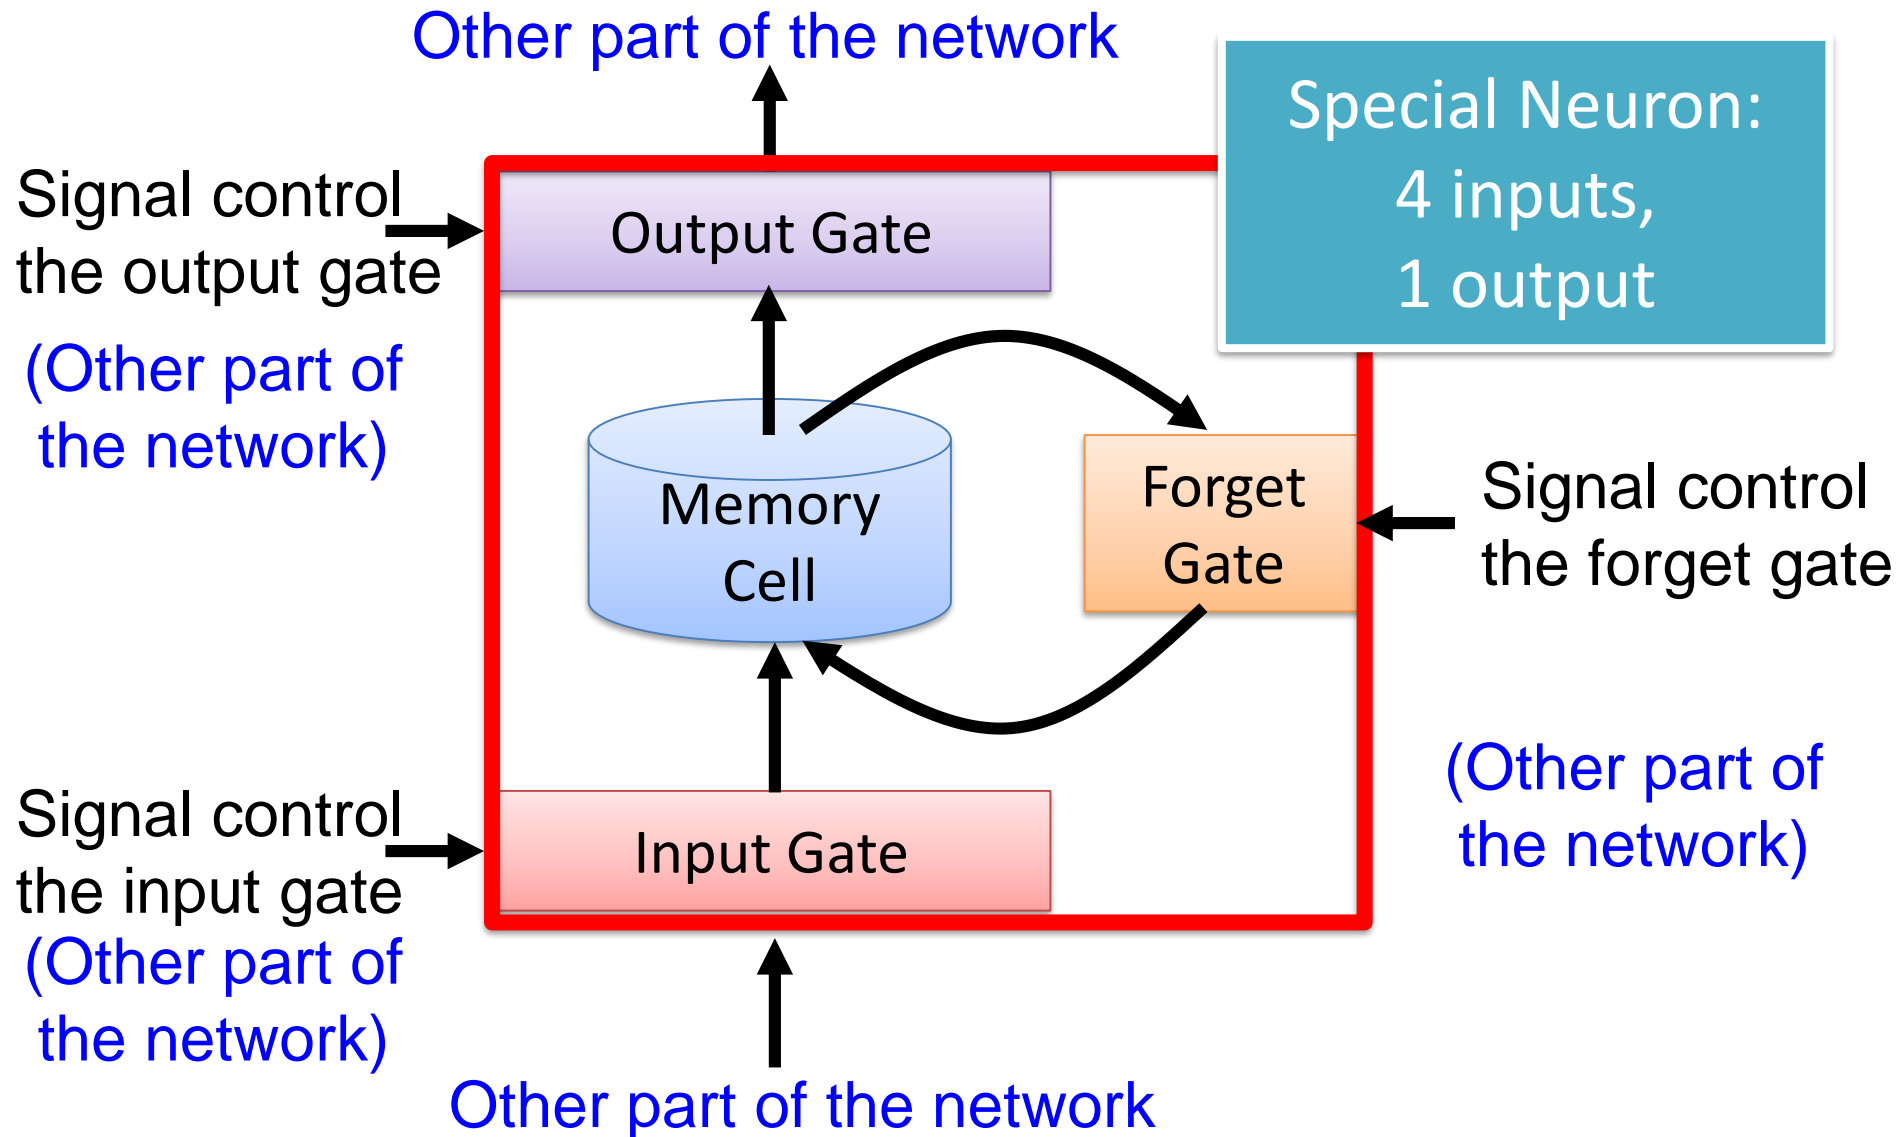 Other part of the network
Special Neuron:
4 inputs,
1 output
Signal control
the output gate
(Other part of
the network)
Output Gate
Memory
Cell
Forget
Gate
Signal control
the forget gate
(Other part of
the network)
Signal control
the input gate
(Other part of
the network)
Input Gate
Other part of the network